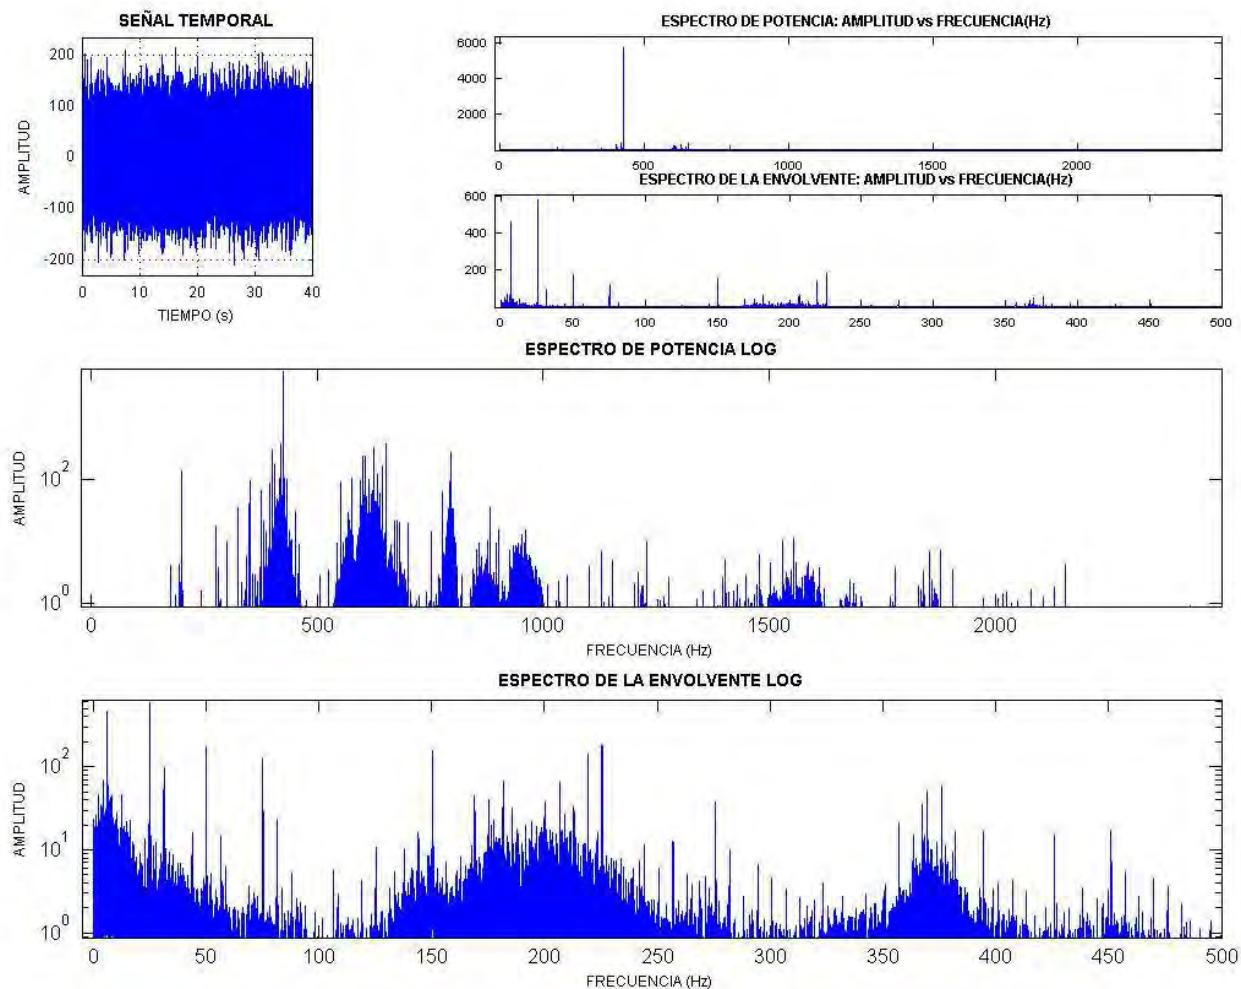 SEÑAL TEMPORAL
AMPLITUD
200
100
0
-100
-200
0 10 20 30 40
TIEMPO (s)
ESPECTRO DE POTENCIA: AMPLITUD vs FRECUENCIA(Hz)
6000
4000
2000
0 500 1000 1500 2000
ESPECTRO DE LA ENVOLVENTE: AMPLITUD vs FRECUENCIA(Hz)
600
400
200
0 50 100 150 200 250 300 350 400 450 500
ESPECTRO DE POTENCIA LOG
AMPLITUD
10²
10⁰
0 500 1000 1500 2000
FRECUENCIA (Hz)
ESPECTRO DE LA ENVOLVENTE LOG
AMPLITUD
10²
10¹
10⁰
0 50 100 150 200 250 300 350 400 450 500
FRECUENCIA (Hz)